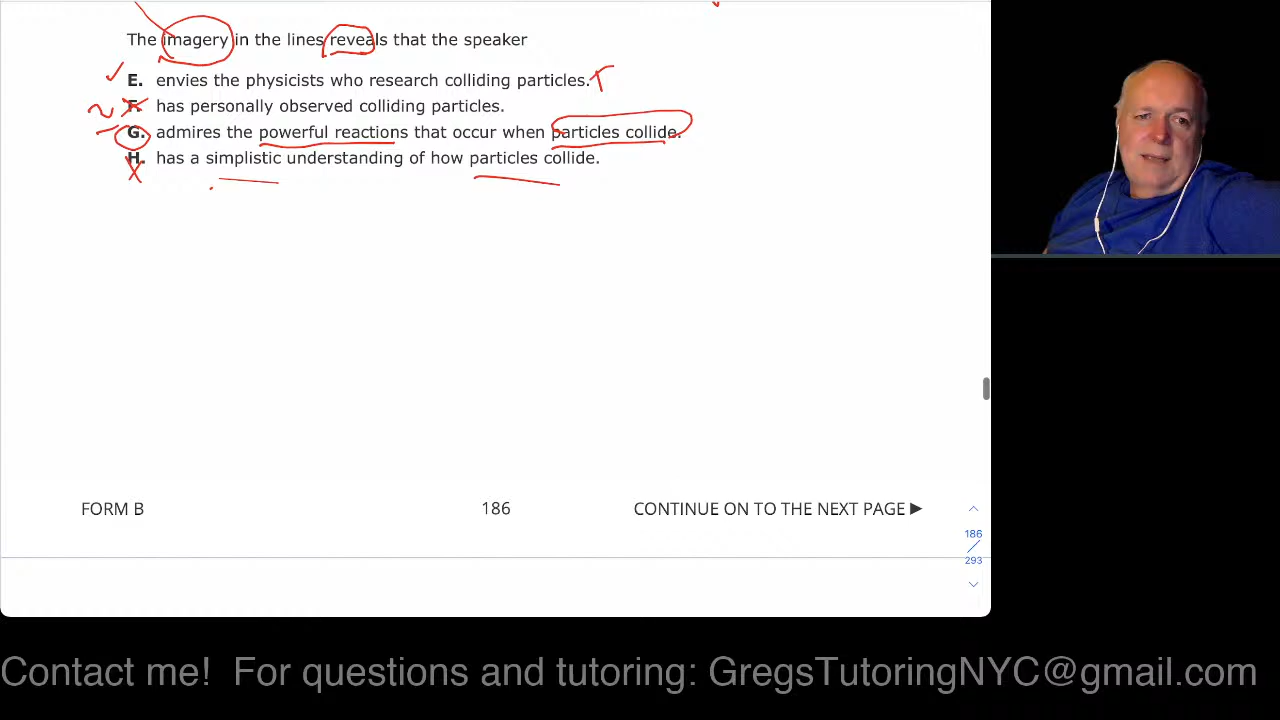 The imagery in the lines reveals that the speaker
E. envies the physicists who research colliding particles.
F. has personally observed colliding particles.
G. admires the powerful reactions that occur when particles collide.
H. has a simplistic understanding of how particles collide.
FORM B 186 CONTINUE ON TO THE NEXT PAGE ▶
186
293
Contact me! For questions and tutoring: GregsTutoringNYC@gmail.com